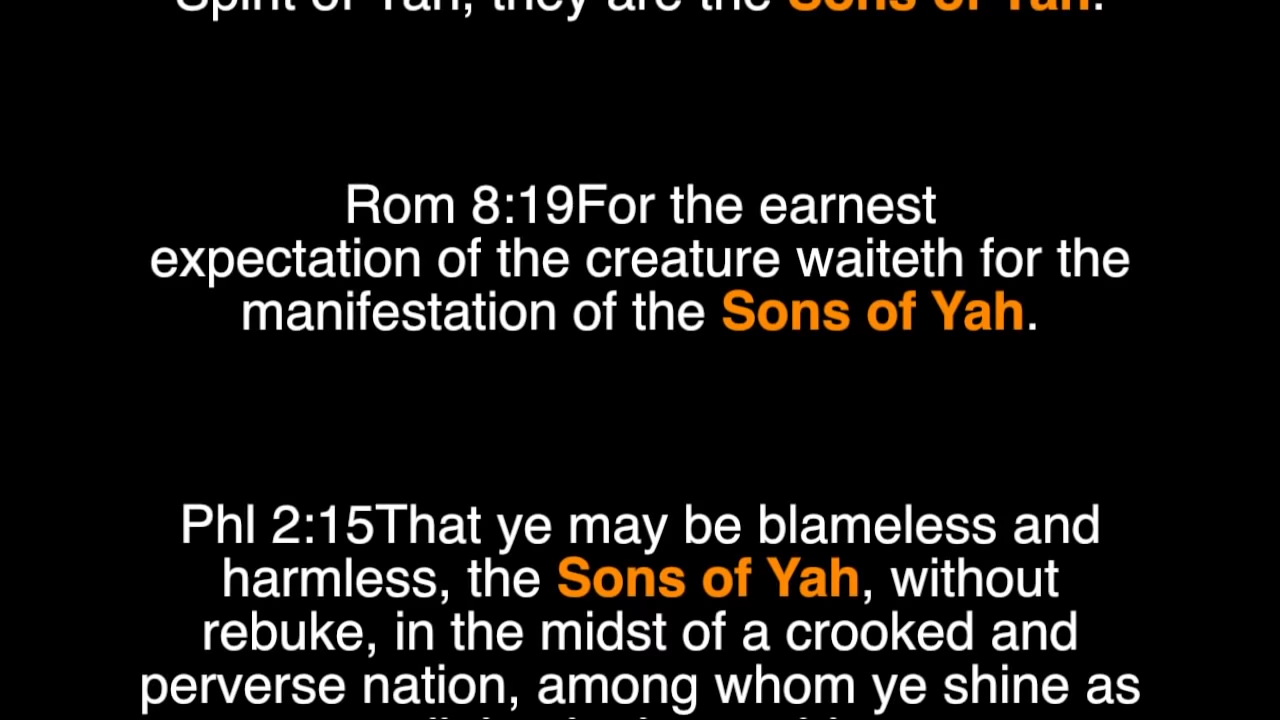 Spirit of Yah, they are the Sons of Yah.
Rom 8:19For the earnest
expectation of the creature waiteth for the
manifestation of the Sons of Yah.
Phl 2:15That ye may be blameless and
harmless, the Sons of Yah, without
rebuke, in the midst of a crooked and
perverse nation, among whom ye shine as